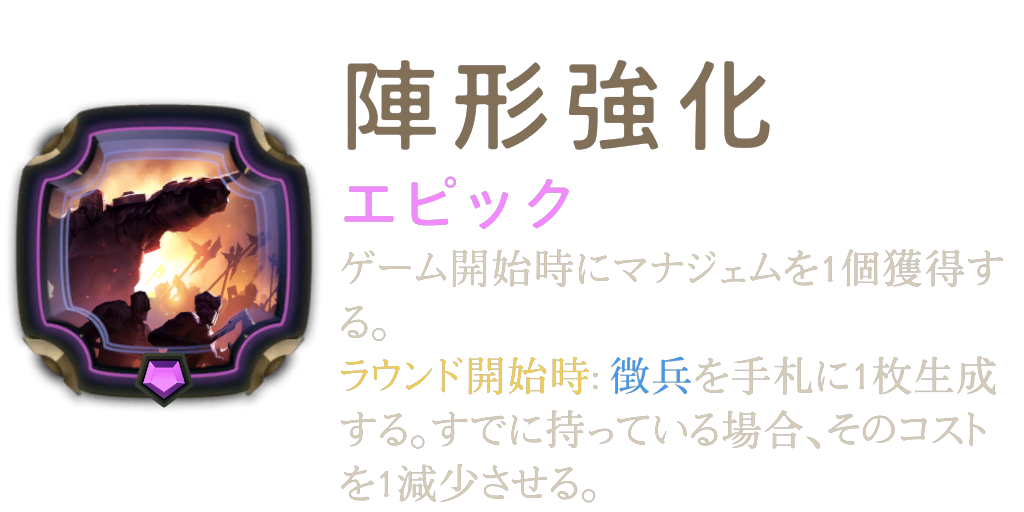 陣形強化
エピック
ゲーム開始時にマナジェムを1個獲得す
る。
ラウンド開始時: 徴兵を手札に1枚生成
する。すでに持っている場合、そのコスト
を1減少させる。